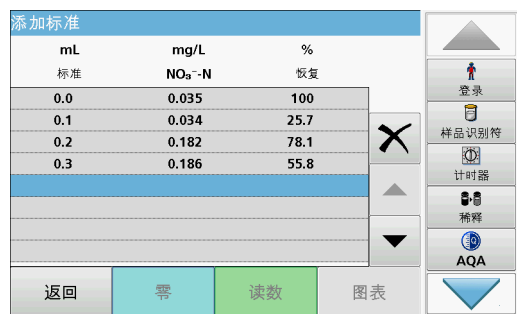 添加标准
mL mg/L %
标准 NO₃⁻-N 恢复
0.0 0.035 100
0.1 0.034 25.7
0.2 0.182 78.1
0.3 0.186 55.8
返回 零 读数 图表
登录
样品识别符
计时器
稀释
AQA